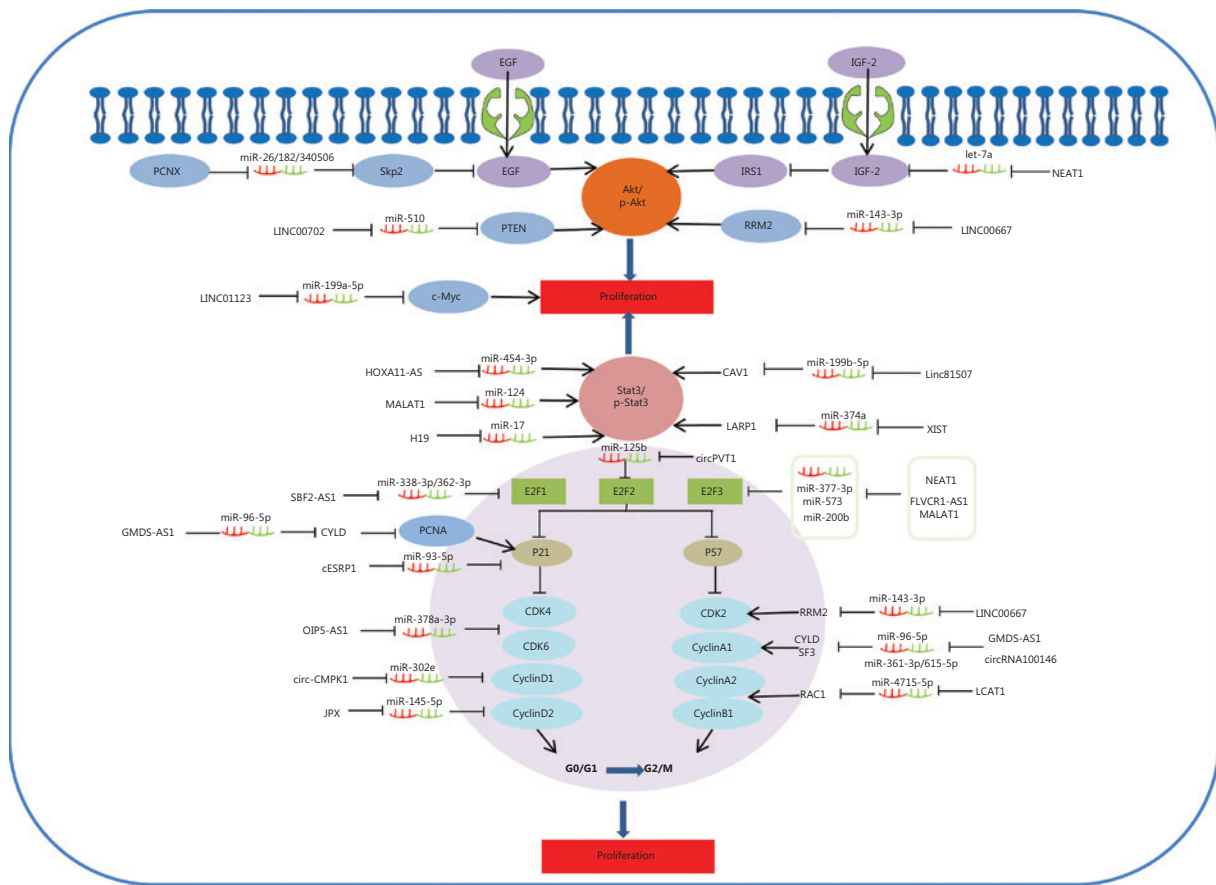 EGF
IGF-2
PCNX
miR-26/182/340506
Skp2
EGF
Akt/
p-Akt
IRS1
IGF-2
let-7a
NEAT1
LINC00702
miR-510
PTEN
RRM2
miR-143-3p
LINC00667
LINC01123
miR-199a-5p
c-Myc
Proliferation
HOXA11-AS
miR-454-3p
MALAT1
miR-124
H19
miR-17
Stat3/
p-Stat3
CAV1
miR-199b-5p
Linc81507
LARP1
miR-374a
XIST
miR-125b
circPVT1
SBF2-AS1
miR-338-3p/362-3p
E2F1
E2F2
E2F3
miR-377-3p
miR-573
miR-200b
NEAT1
FLVCR1-AS1
MALAT1
GMDS-AS1
miR-96-5p
CYLD
PCNA
P21
P57
cESRP1
miR-93-5p
CDK4
CDK2
RRM2
miR-143-3p
LINC00667
OIP5-AS1
miR-378a-3p
CDK6
CyclinA1
CYLD
SF3
miR-96-5p
miR-361-3p/615-5p
GMDS-AS1
circRNA100146
circ-CMPK1
miR-302e
CyclinD1
CyclinA2
RAC1
miR-4715-5p
LCAT1
JPX
miR-145-5p
CyclinD2
CyclinB1
G0/G1
G2/M
Proliferation